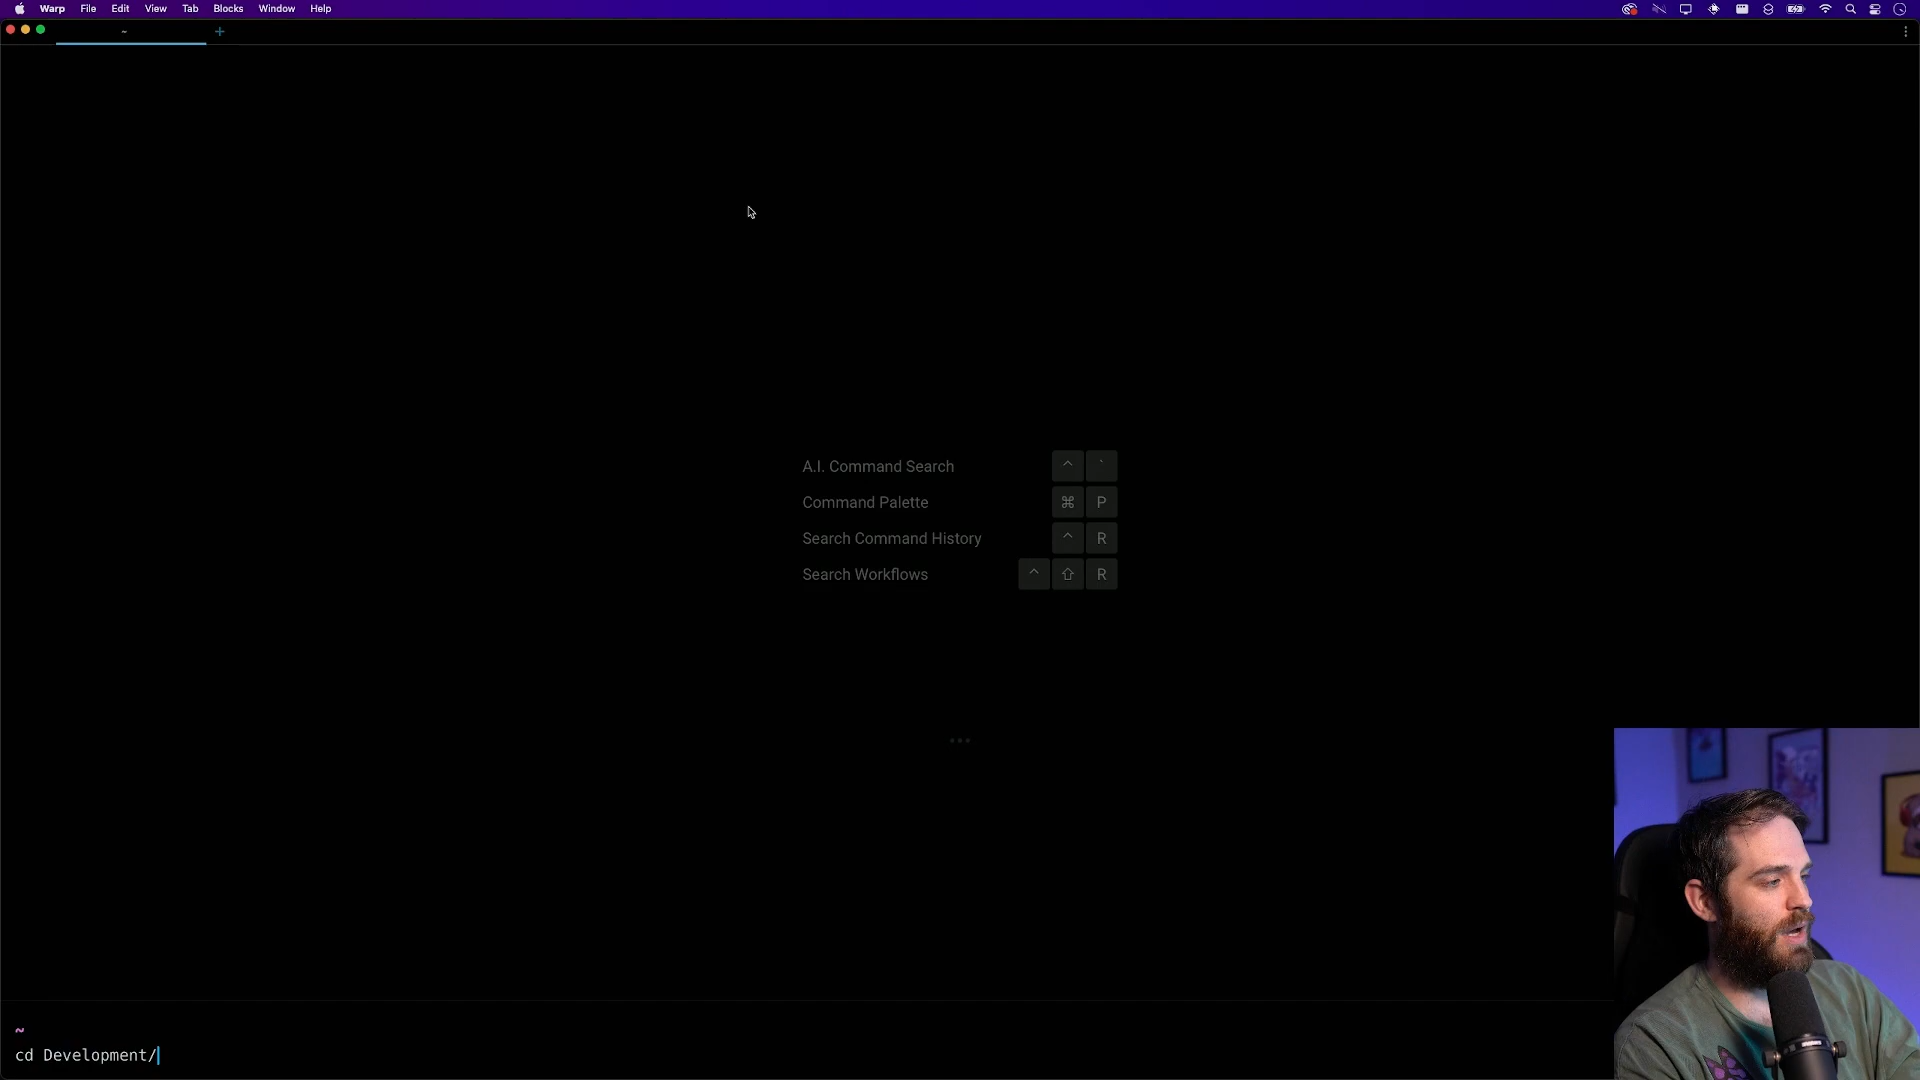 Warp File Edit View Tab Blocks Window Help
~ +
A.I. Command Search ^ `
Command Palette ⌘ P
Search Command History ^ R
Search Workflows ^ ⇧ R
~
cd Development/